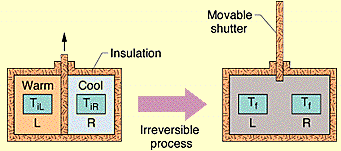 Movable
shutter
Insulation
Warm Cool
T_iL T_iR
L R
Irreversible
process
T_f T_f
L R